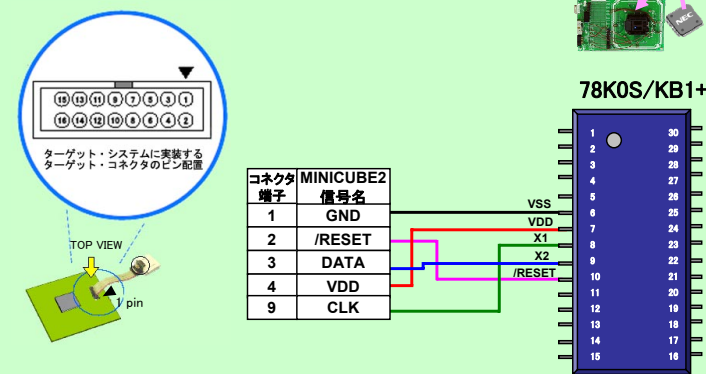 NEC
78K0S/KB1+
15 13 11 9 7 5 3 1
16 14 12 10 8 6 4 2
ターゲット・システムに実装する
ターゲット・コネクタのピン配置
TOP VIEW
1 pin
コネクタ 端子 MINICUBE2 信号名
1 GND
2 /RESET
3 DATA
4 VDD
9 CLK
VSS
VDD
X1
X2
/RESET
1 30
2 29
3 28
4 27
5 26
6 25
7 24
8 23
9 22
10 21
11 20
12 19
13 18
14 17
15 16